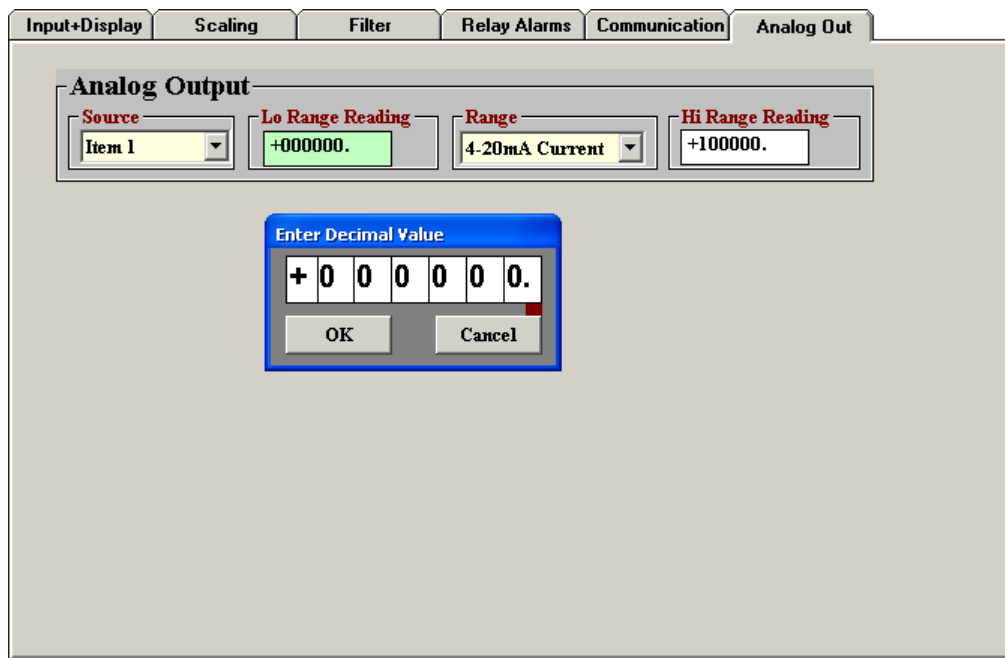 Input+Display Scaling Filter Relay Alarms Communication Analog Out
Analog Output
Source Lo Range Reading Range Hi Range Reading
Item 1 +000000. 4-20mA Current +100000.
Enter Decimal Value
+ 0 0 0 0 0 0.
OK Cancel